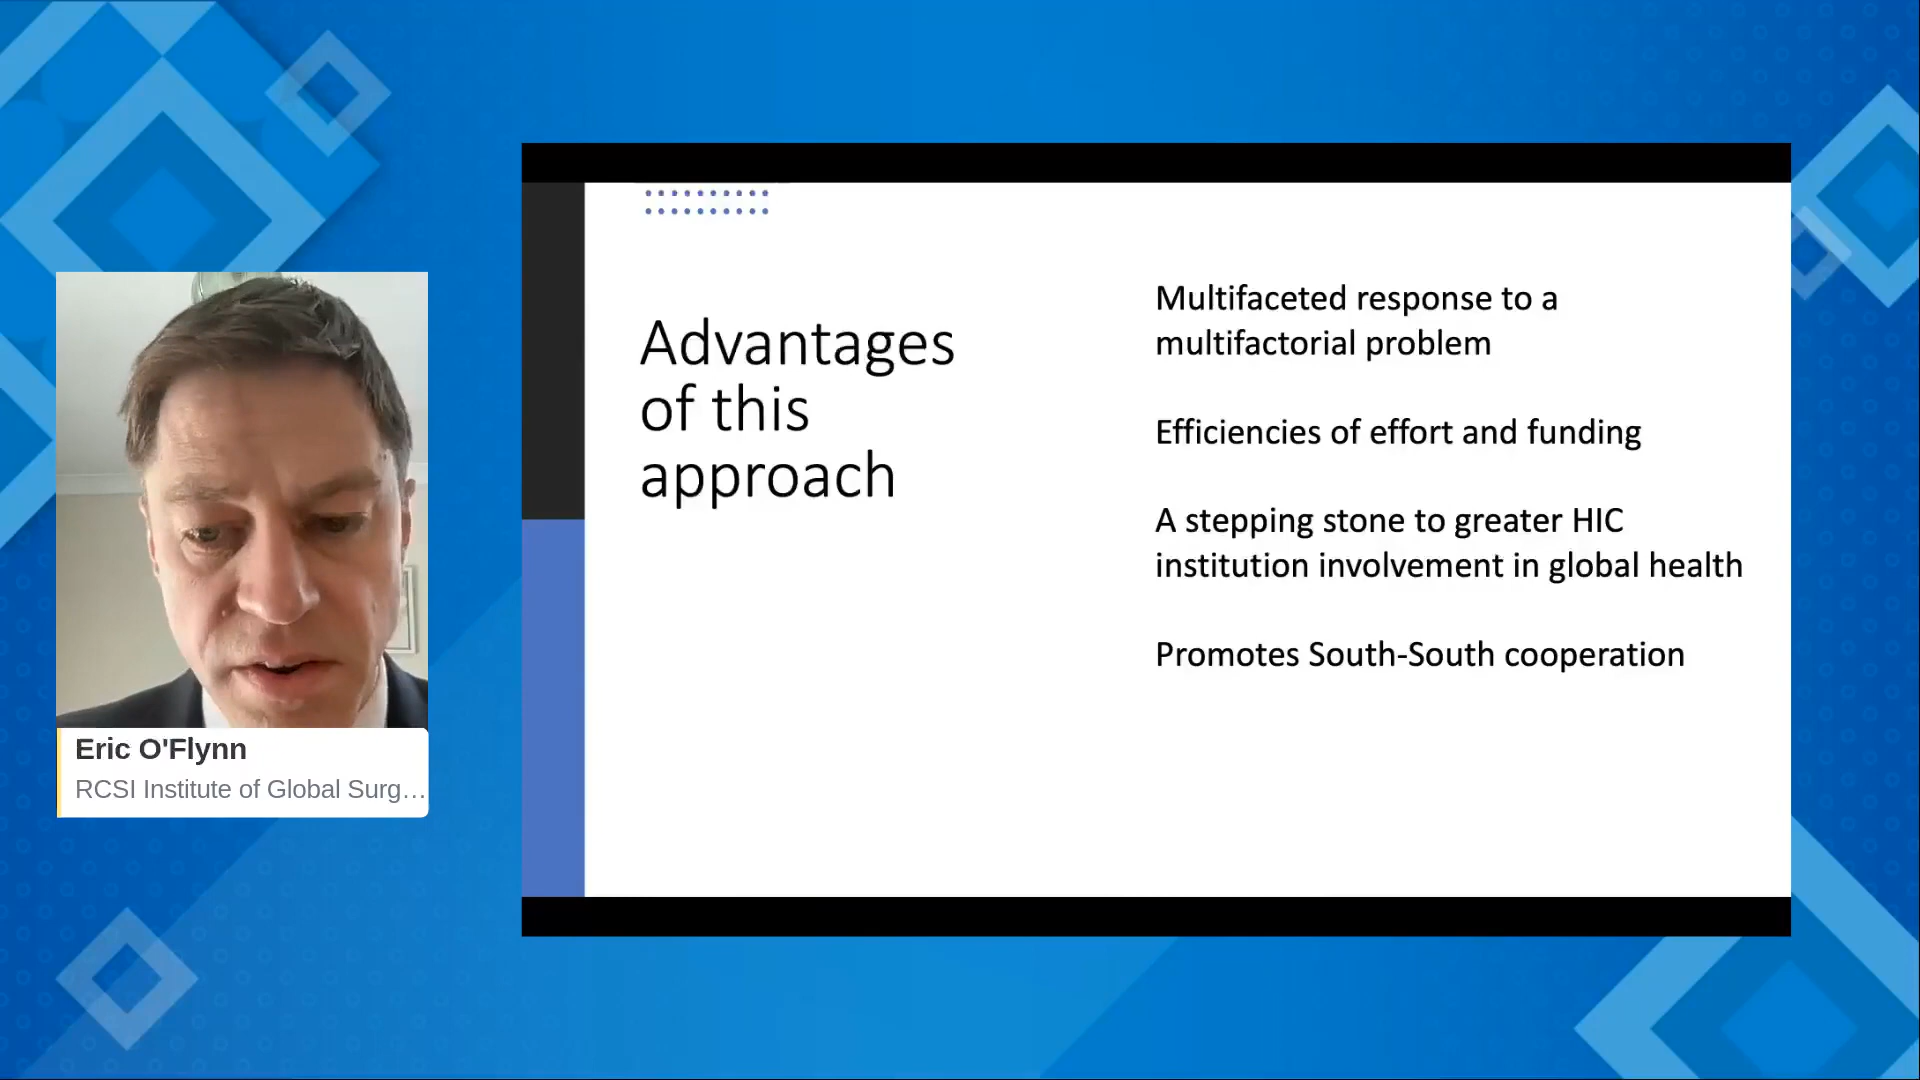 Advantages
of this
approach
Multifaceted response to a
multifactorial problem
Efficiencies of effort and funding
A stepping stone to greater HIC
institution involvement in global health
Promotes South-South cooperation
Eric O'Flynn
RCSI Institute of Global Surg…